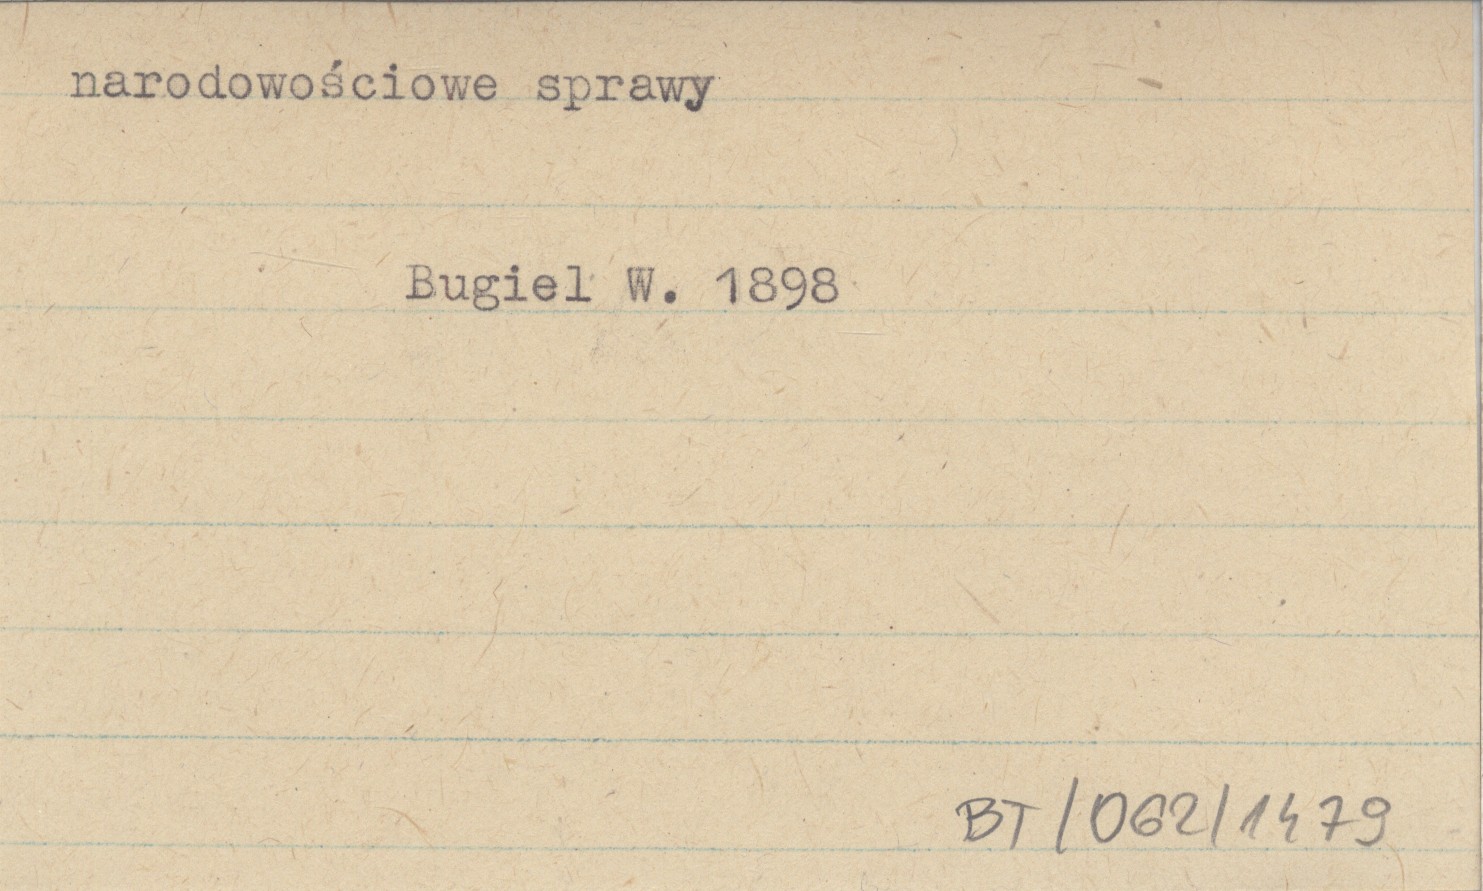 narodowościowe sprawy
Bugiel W. 1898
BT/062/1479